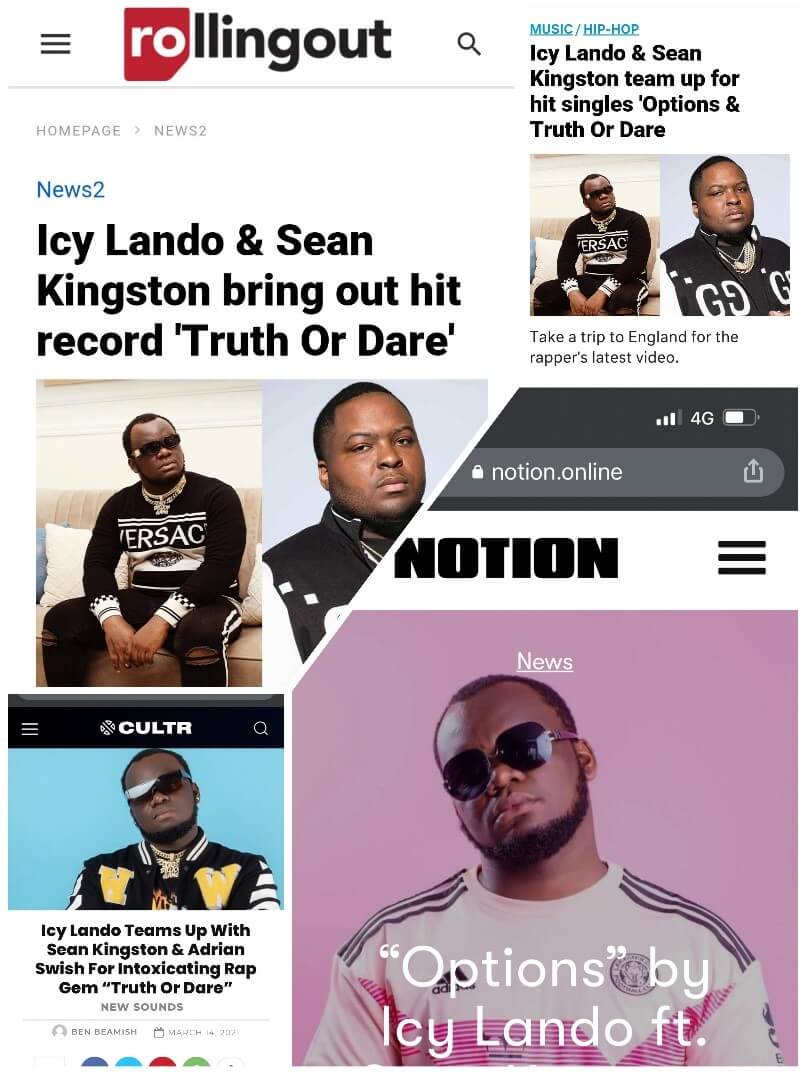 rollingout
HOMEPAGE > NEWS2
News2
Icy Lando & Sean
Kingston bring out hit
record 'Truth Or Dare'
ERSAC
MUSIC / HIP-HOP
Icy Lando & Sean
Kingston team up for
hit singles 'Options &
Truth Or Dare
ERSAC
GG G
Take a trip to England for the
rapper's latest video.
4G
notion.online
NOTION
News
adidas
"Options" by
Icy Lando ft.
CULTR
W W
Icy Lando Teams Up With
Sean Kingston & Adrian
Swish For Intoxicating Rap
Gem "Truth Or Dare"
NEW SOUNDS
BEN BEAMISH MARCH 14, 2021